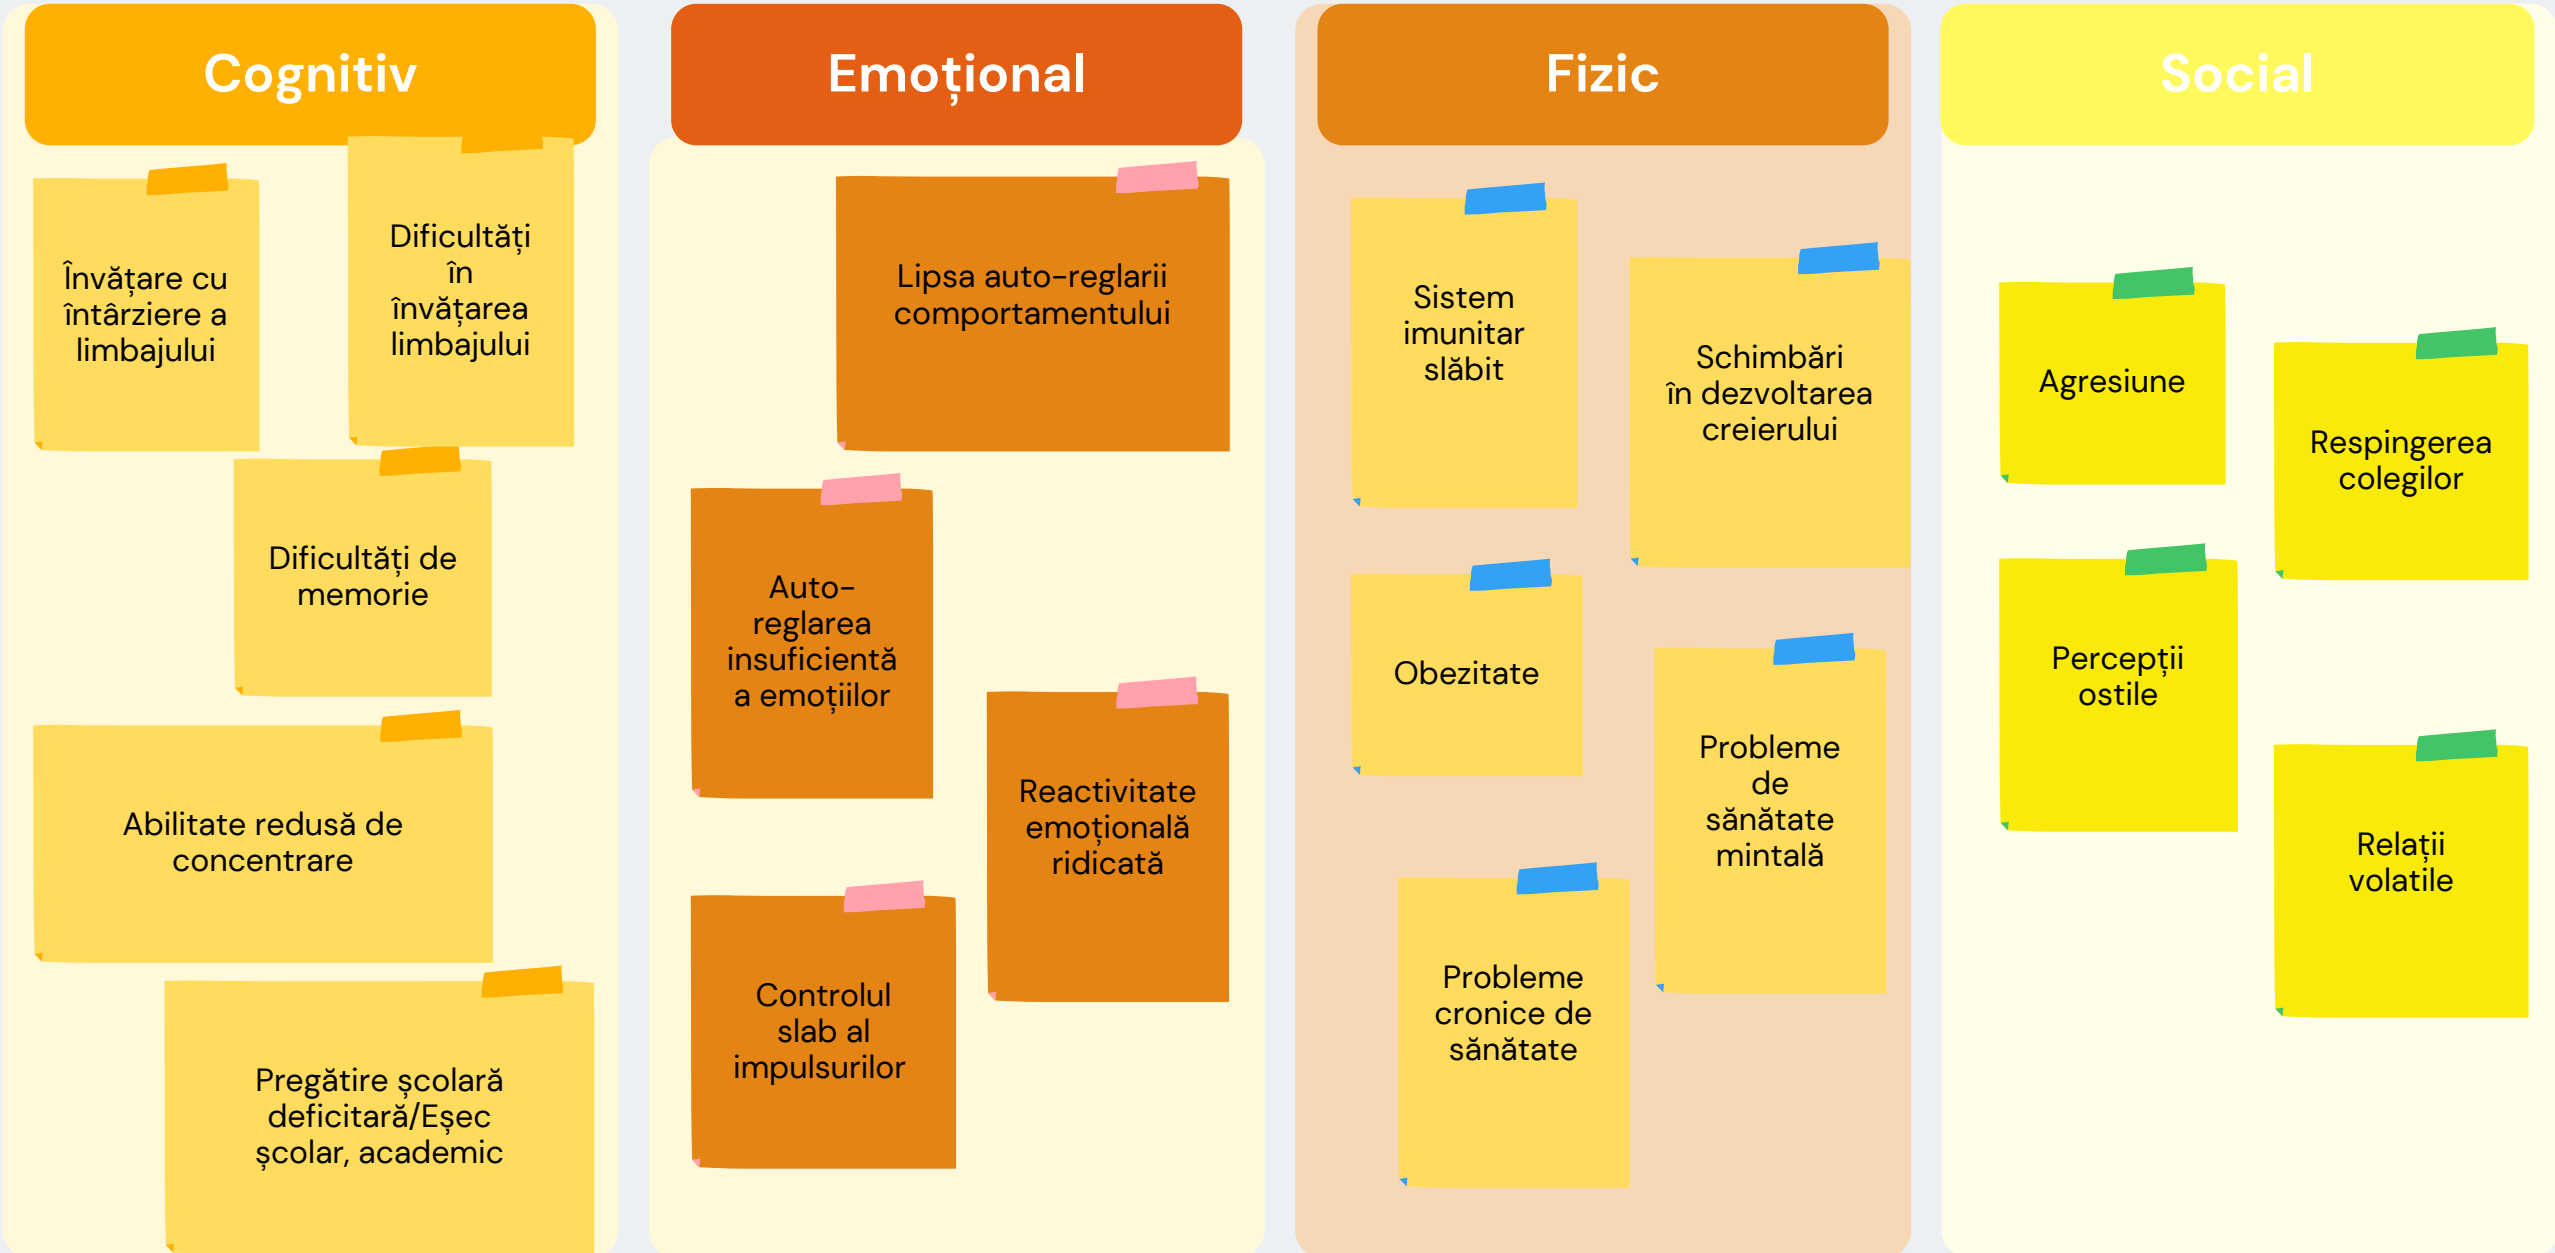 Cognitiv
Învățare cu
întârziere a
limbajului
Dificultăți
în
învățarea
limbajului
Dificultăți de
memorie
Abilitate redusă de
concentrare
Pregătire școlară
deficitară/Eșec
școlar, academic
Emoțional
Lipsa auto-reglarii
comportamentului
Auto-
reglarea
insuficientă
a emoțiilor
Reactivitate
emoțională
ridicată
Controlul
slab al
impulsurilor
Fizic
Sistem
imunitar
slăbit
Schimbări
în dezvoltarea
creierului
Obezitate
Probleme
de
sănătate
mintală
Probleme
cronice de
sănătate
Social
Agresiune
Respingerea
colegilor
Percepții
ostile
Relații
volatile